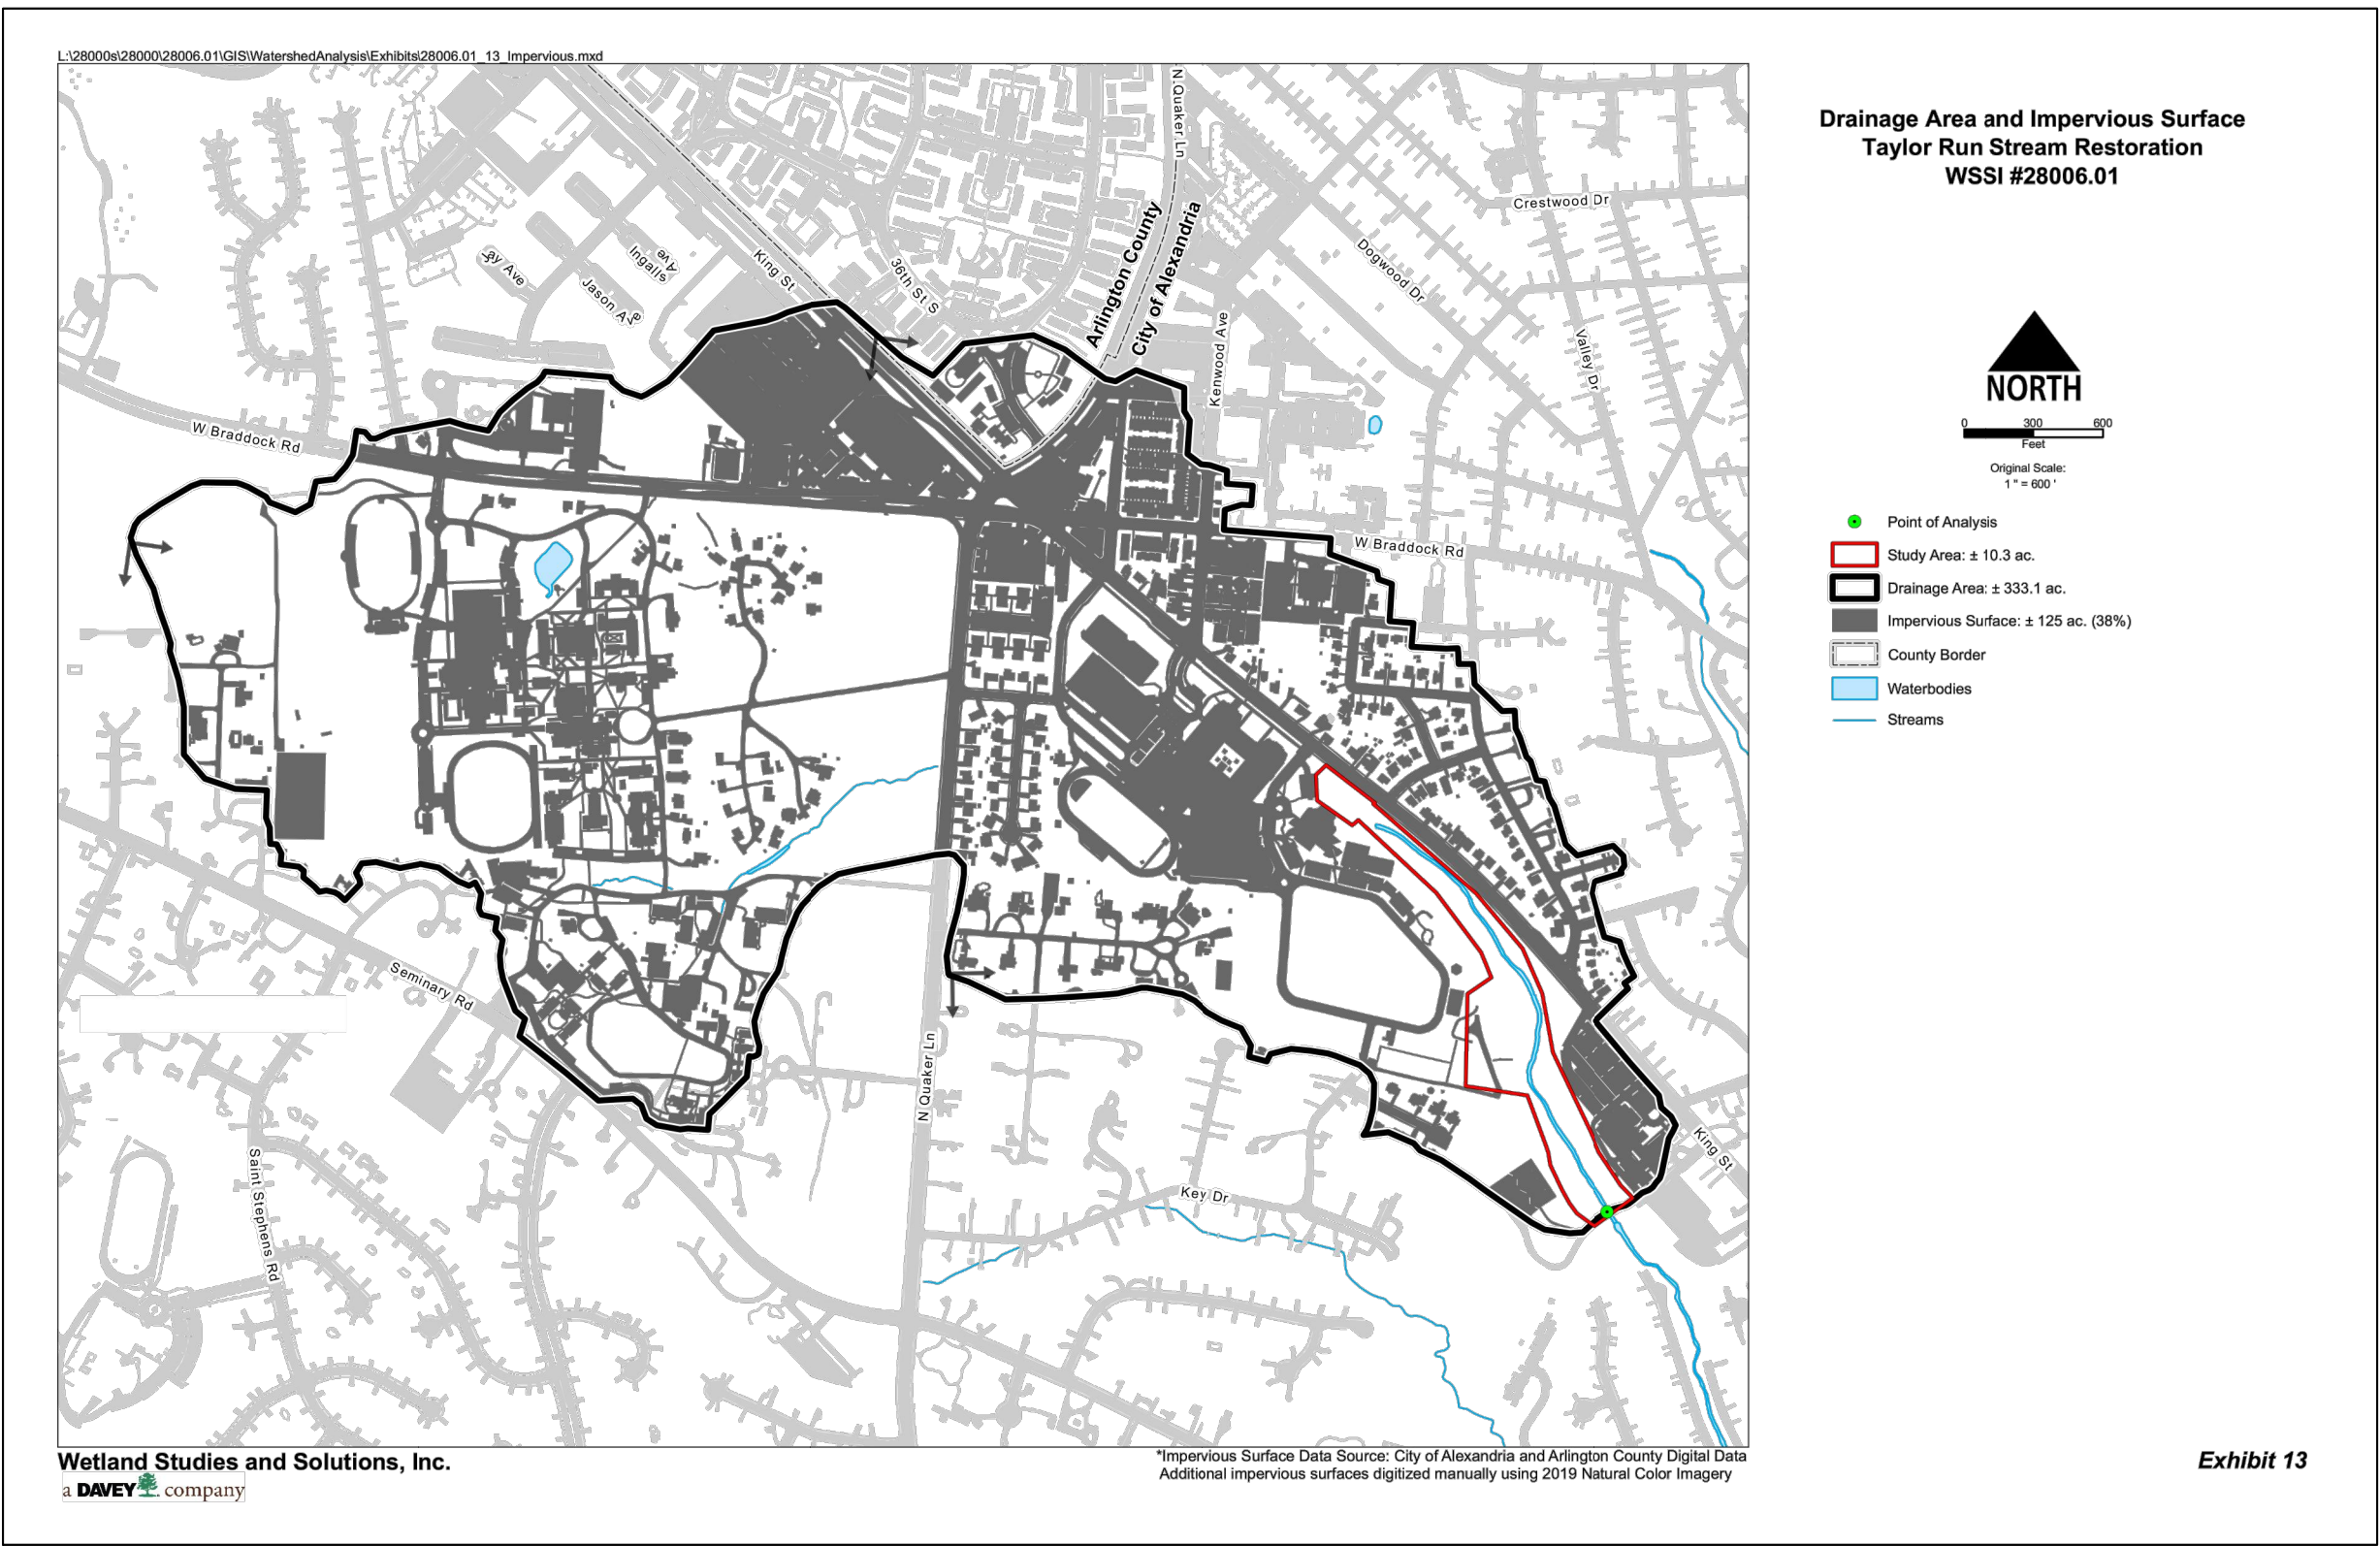 L:\28000s\28000\28006.01\GIS\WatershedAnalysis\Exhibits\28006.01_13_Impervious.mxd
Drainage Area and Impervious Surface
Taylor Run Stream Restoration
WSSI #28006.01
N Quaker Ln
Crestwood Dr
Arlington County
City of Alexandria
King St
36th St S
Jay Ave
Ingalls Ave
Jason Ave
Dogwood Dr
Kenwood Ave
Valley Dr
W Braddock Rd
W Braddock Rd
NORTH
0 300 600
Feet
Original Scale:
1 " = 600 '
Point of Analysis
Study Area: ± 10.3 ac.
Drainage Area: ± 333.1 ac.
Impervious Surface: ± 125 ac. (38%)
County Border
Waterbodies
Streams
Seminary Rd
N Quaker Ln
King St
Saint Stephens Rd
Key Dr
Wetland Studies and Solutions, Inc.
a DAVEY company
*Impervious Surface Data Source: City of Alexandria and Arlington County Digital Data
Additional impervious surfaces digitized manually using 2019 Natural Color Imagery
Exhibit 13